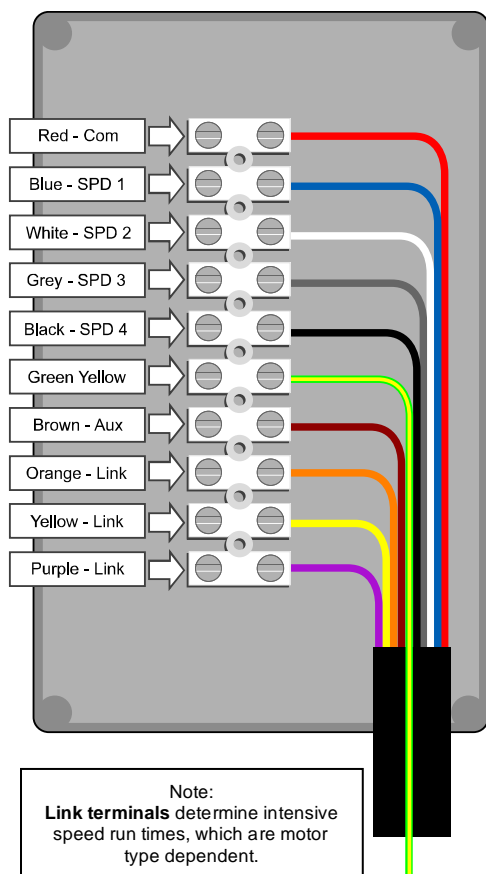 Red - Com
Blue - SPD 1
White - SPD 2
Grey - SPD 3
Black - SPD 4
Green Yellow
Brown - Aux
Orange - Link
Yellow - Link
Purple - Link
Note:
Link terminals determine intensive
speed run times, which are motor
type dependent.